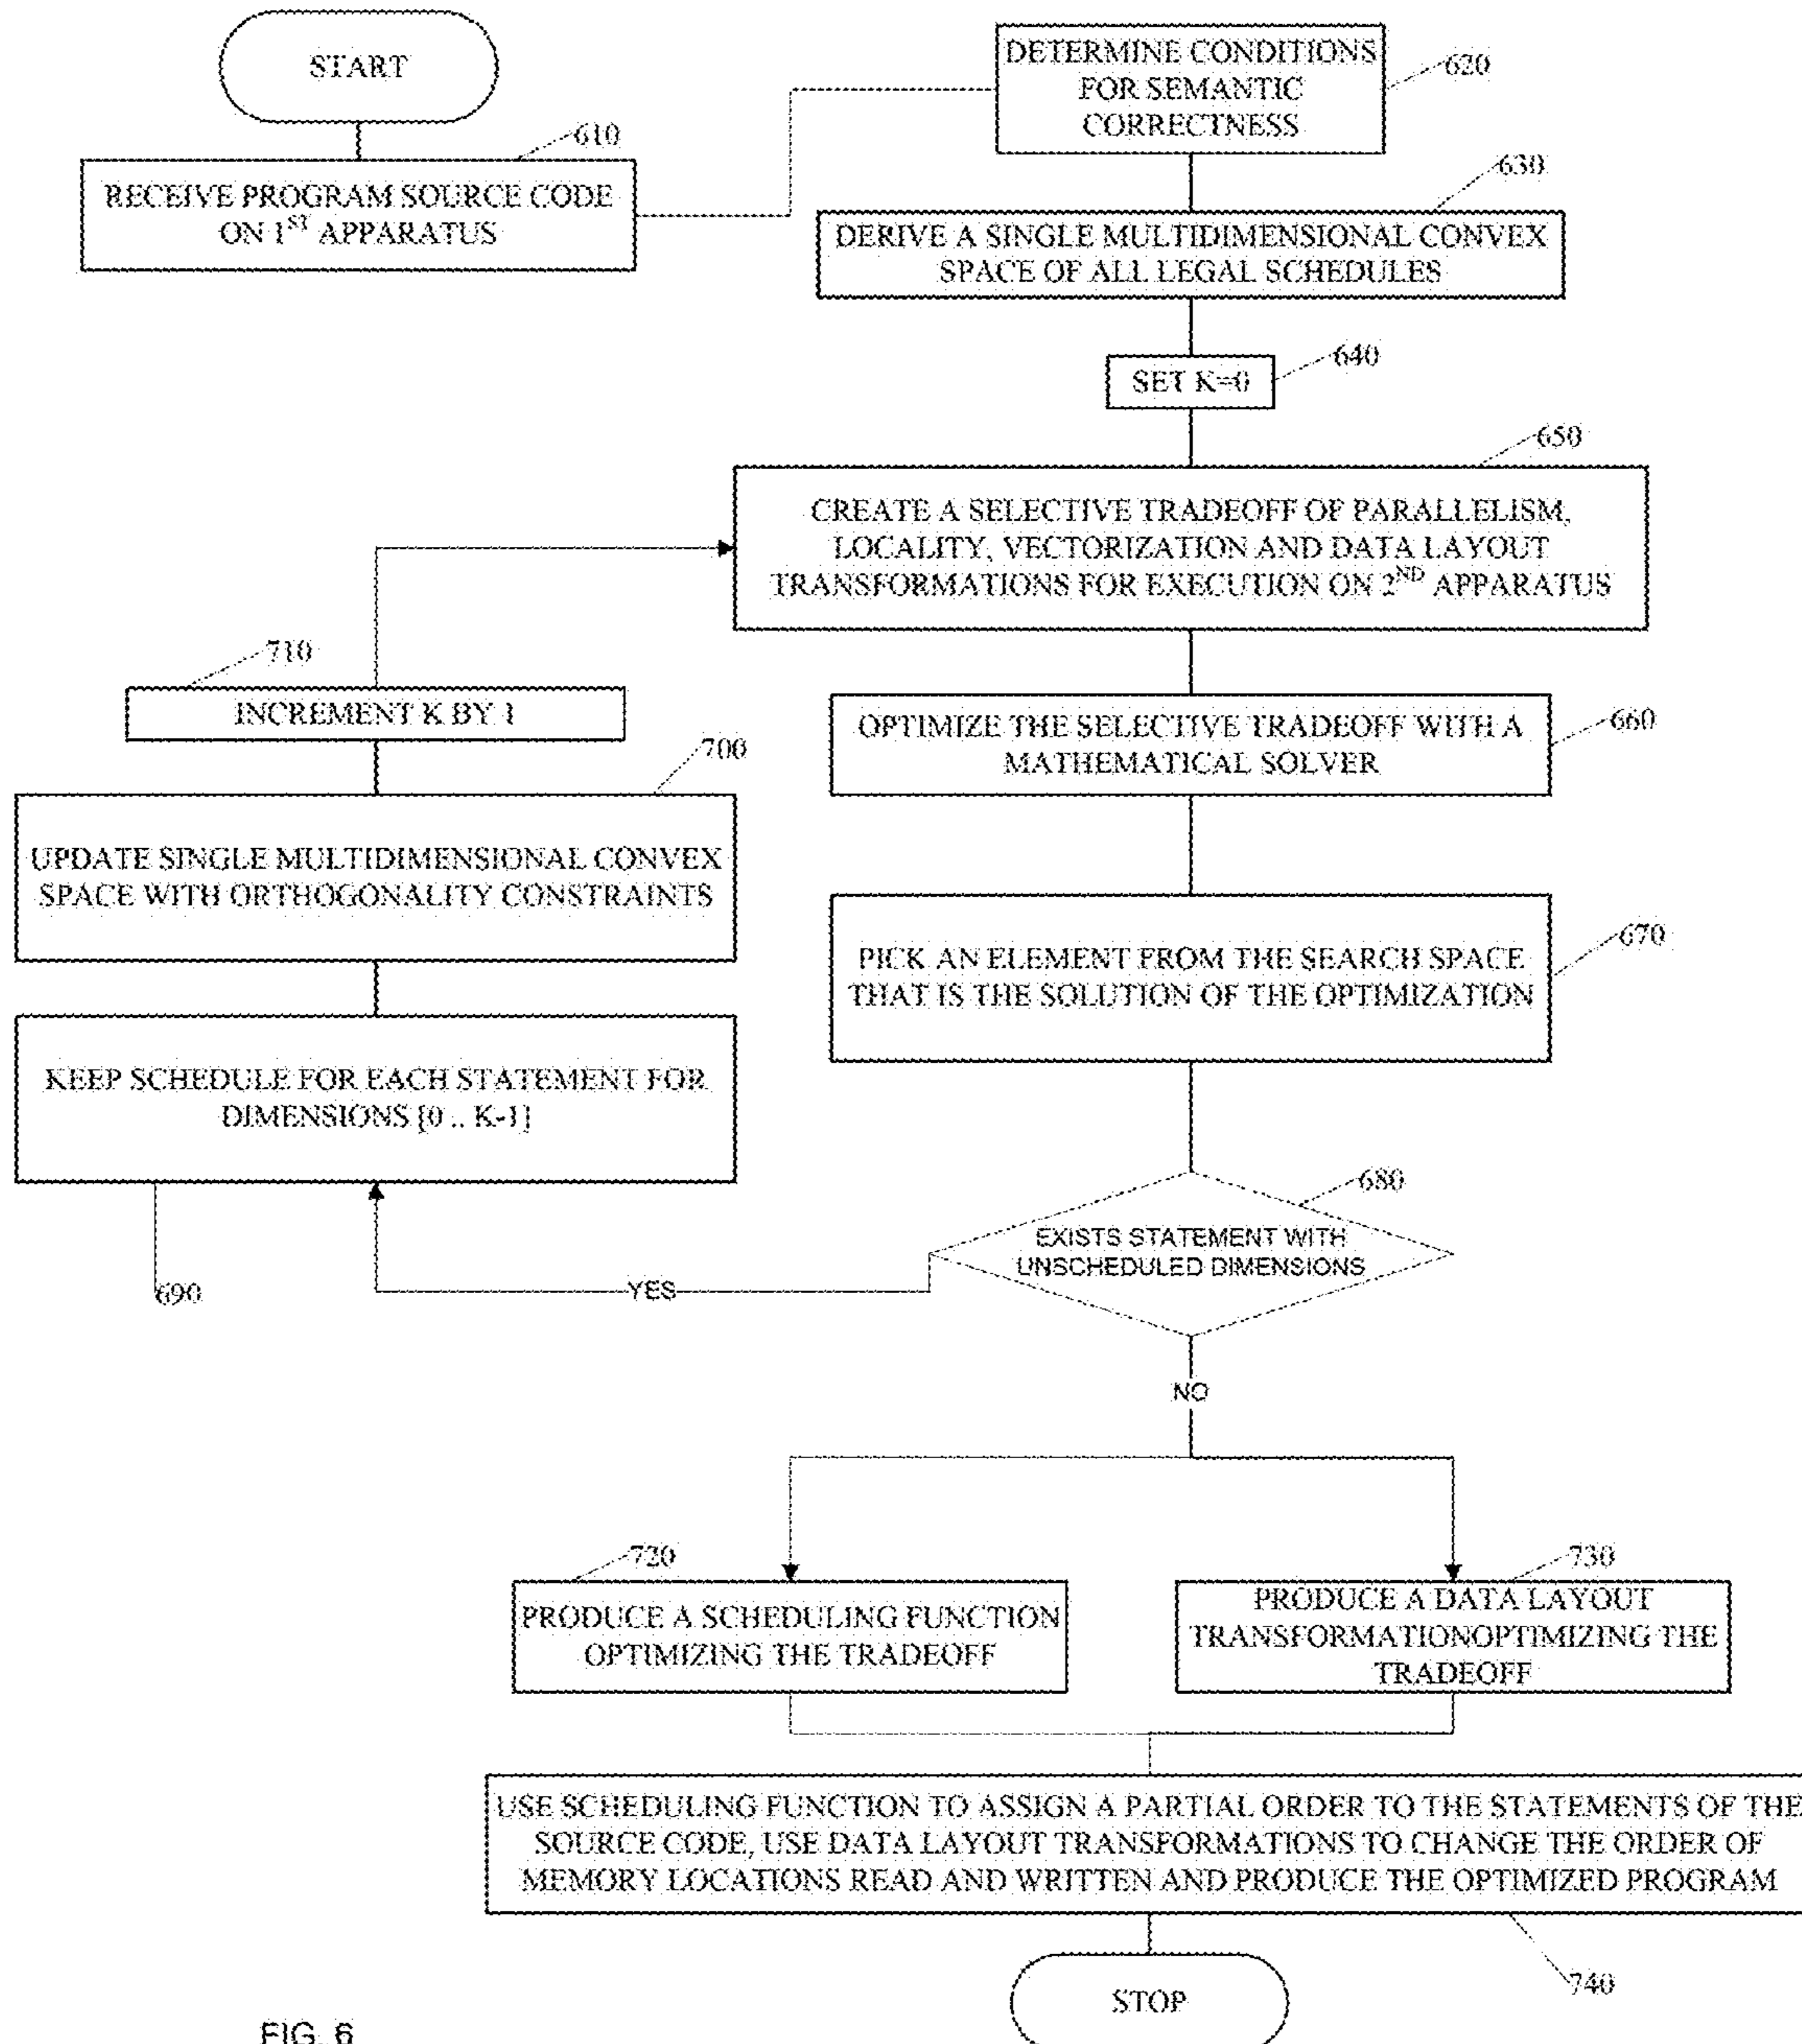 START
610
RECEIVE PROGRAM SOURCE CODE
ON 1ST APPARATUS
DETERMINE CONDITIONS
FOR SEMANTIC
CORRECTNESS
620
630
DERIVE A SINGLE MULTIDIMENSIONAL CONVEX
SPACE OF ALL LEGAL SCHEDULES
640
SET K=0
650
CREATE A SELECTIVE TRADEOFF OF PARALLELISM,
LOCALITY, VECTORIZATION AND DATA LAYOUT
TRANSFORMATIONS FOR EXECUTION ON 2ND APPARATUS
660
OPTIMIZE THE SELECTIVE TRADEOFF WITH A
MATHEMATICAL SOLVER
670
PICK AN ELEMENT FROM THE SEARCH SPACE
THAT IS THE SOLUTION OF THE OPTIMIZATION
680
EXISTS STATEMENT WITH
UNSCHEDULED DIMENSIONS
YES
690
KEEP SCHEDULE FOR EACH STATEMENT FOR
DIMENSIONS [0 .. K-1]
700
UPDATE SINGLE MULTIDIMENSIONAL CONVEX
SPACE WITH ORTHOGONALITY CONSTRAINTS
710
INCREMENT K BY 1
NO
720
PRODUCE A SCHEDULING FUNCTION
OPTIMIZING THE TRADEOFF
730
PRODUCE A DATA LAYOUT
TRANSFORMATIONOPTIMIZING THE
TRADEOFF
USE SCHEDULING FUNCTION TO ASSIGN A PARTIAL ORDER TO THE STATEMENTS OF THE
SOURCE CODE, USE DATA LAYOUT TRANSFORMATIONS TO CHANGE THE ORDER OF
MEMORY LOCATIONS READ AND WRITTEN AND PRODUCE THE OPTIMIZED PROGRAM
740
STOP
FIG. 6